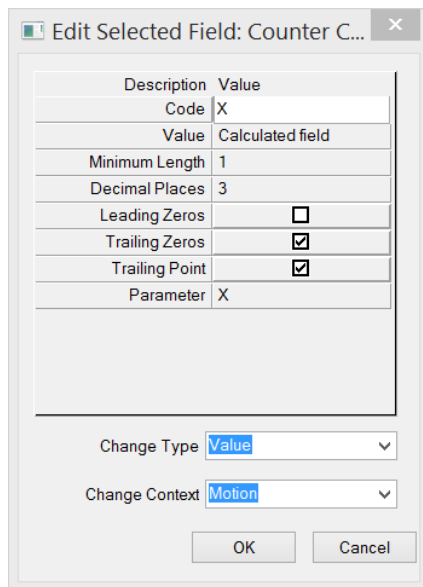 Edit Selected Field: Counter C...
Description Value
Code X
Value Calculated field
Minimum Length 1
Decimal Places 3
Leading Zeros
Trailing Zeros
Trailing Point
Parameter X
Change Type Value
Change Context Motion
OK Cancel